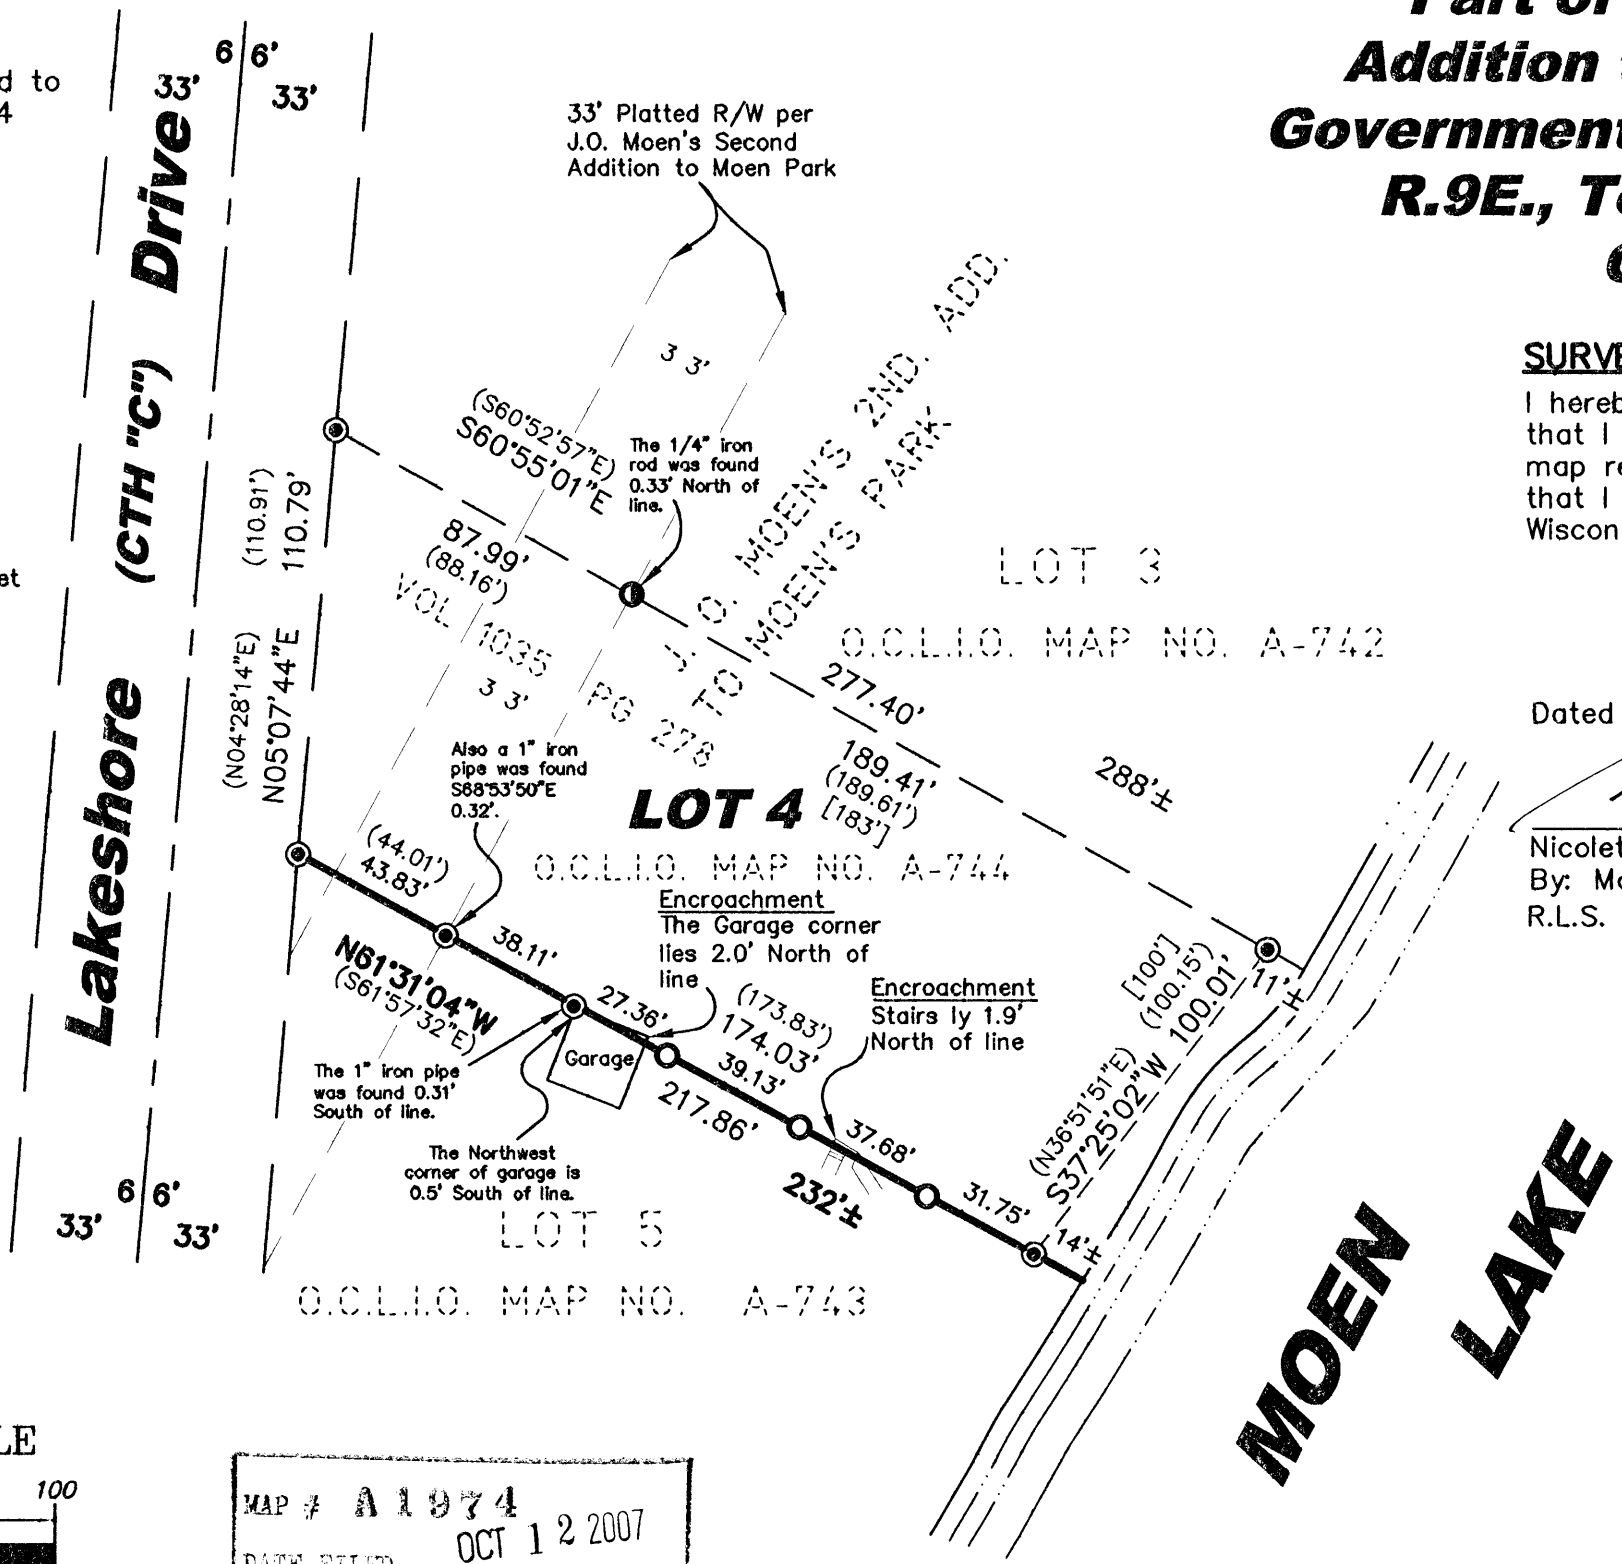 Part of
Addition
Government
R.9E.,
d to
4
6 6'
33'
33'
Lakeshore (CTH "C") Drive
33' Platted R/W per
J.O. Moen's Second
Addition to Moen Park
3 3'
SURVE
I hereb
that I
map re
that I
Wiscon
et
(S60°52'57"E)
S60°55'01"E
The 1/4" iron
rod was found
0.33' North of
line.
J. O. MOEN'S 2ND. ADD.
TO MOEN'S PARK
(110.91')
110.79'
87.99'
(88.16')
VOL 1035 PG 278
3 3'
LOT 3
O.C.L.I.O. MAP NO. A-742
(N04°28'14"E)
N05°07'44"E
277.40'
189.41'
(189.61')
[183']
288'±
Dated
Also a 1" iron
pipe was found
S68°53'50"E
0.32'.
LOT 4
O.C.L.I.O. MAP NO. A-744
Nicolet
By:
R.L.S.
(44.01')
43.83'
38.11'
Encroachment
The Garage corner
lies 2.0' North of
line
N61°31'04"W
(S61°57'32"E)
27.36'
(173.83')
174.03'
39.13'
217.86'
Encroachment
Stairs ly 1.9'
North of line
[100']
(100.15')
(N36°51'51"E)
S37°25'02"W 100.01'
11'±
Garage
The 1" iron pipe
was found 0.31'
South of line.
The Northwest
corner of garage is
0.5' South of line.
37.68'
232'±
31.75'
14'±
6 6'
33'
33'
LOT 5
O.C.L.I.O. MAP NO. A-743
MOEN LAKE
LE
100
MAP # A1974
OCT 12 2007
DATE FILED